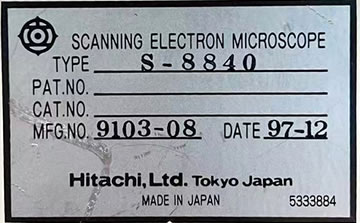 SCANNING ELECTRON MICROSCOPE
TYPE S-8840
PAT.NO.
CAT.NO.
MFG.NO. 9103-08 DATE 97-12
Hitachi, Ltd. Tokyo Japan
MADE IN JAPAN 5333884